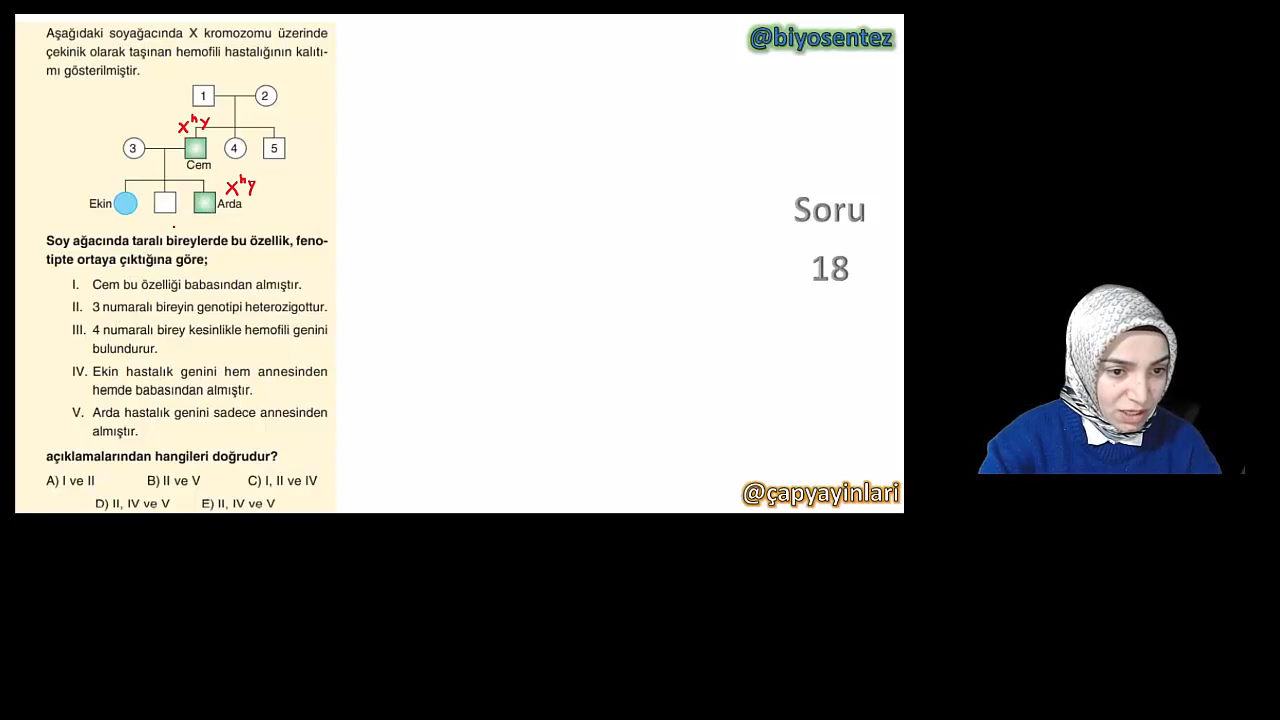 Aşağıdaki soyağacında X kromozomu üzerinde
çekinik olarak taşınan hemofili hastalığının kalıtı-
mı gösterilmiştir.
1
2
XʰY
3
4
5
Cem
XʰY
Ekin
Arda
Soy ağacında taralı bireylerde bu özellik, feno-
tipte ortaya çıktığına göre;
I. Cem bu özelliği babasından almıştır.
II. 3 numaralı bireyin genotipi heterozigottur.
III. 4 numaralı birey kesinlikle hemofili genini
bulundurur.
IV. Ekin hastalık genini hem annesinden
hemde babasından almıştır.
V. Arda hastalık genini sadece annesinden
almıştır.
açıklamalarından hangileri doğrudur?
A) I ve II B) II ve V C) I, II ve IV
D) II, IV ve V E) II, IV ve V
@biyosentez
Soru
18
@çapyayinlari